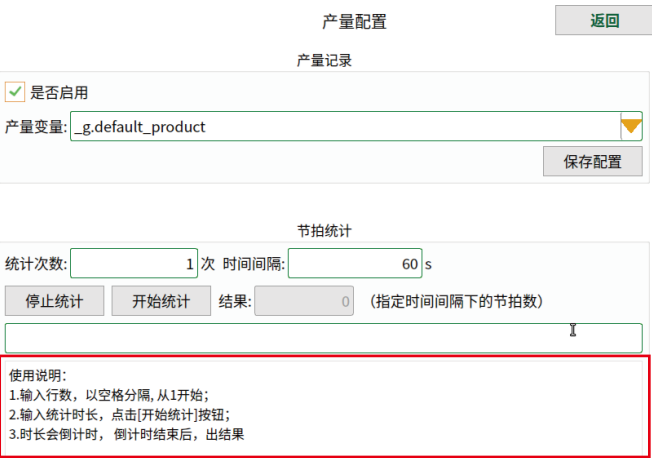 产量配置
返回
产量记录
是否启用
产量变量: _g.default_product
保存配置
节拍统计
统计次数: 1 次 时间间隔: 60 s
停止统计 开始统计 结果: 0 （指定时间间隔下的节拍数）
使用说明：
1.输入行数，以空格分隔, 从1开始；
2.输入统计时长，点击[开始统计]按钮；
3.时长会倒计时， 倒计时结束后，出结果